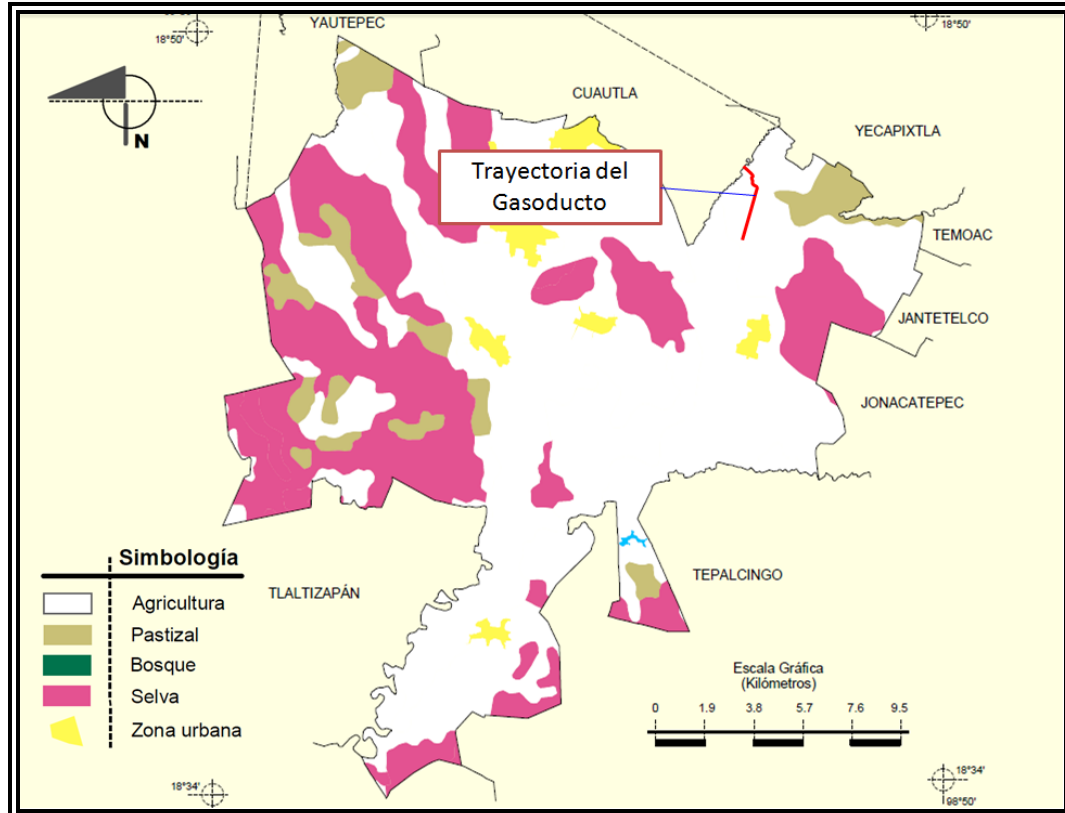 YAUTEPEC
18°50'
18°50'
CUAUTLA
YECAPIXTLA
N
Trayectoria del
Gasoducto
TEMOAC
JANTETELCO
JONACATEPEC
TEPALCINGO
TLALTIZAPÁN
Simbología
Agricultura
Pastizal
Bosque
Selva
Zona urbana
Escala Gráfica
(Kilómetros)
0 1.9 3.8 5.7 7.6 9.5
18°34'
18°34'
98°50'